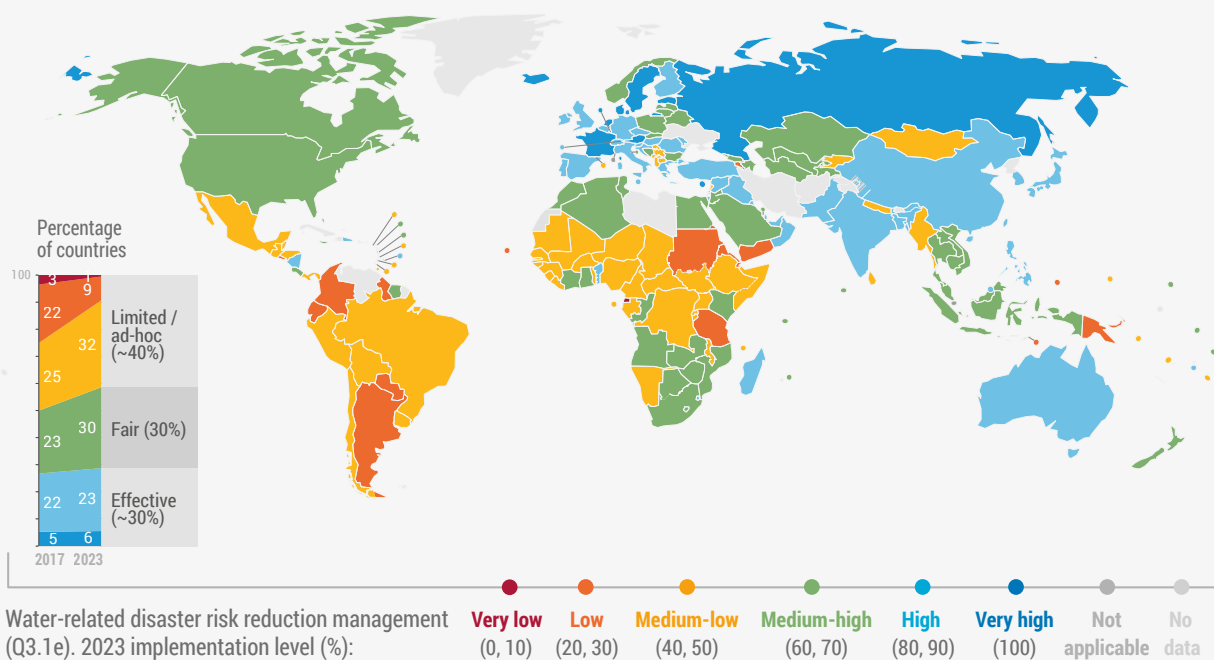 Percentage
of countries
100
3
1
22
9
25
32
23
30
22
23
5
6
Limited /
ad-hoc
(~40%)
Fair (30%)
Effective
(~30%)
2017 2023
Water-related disaster risk reduction management
(Q3.1e). 2023 implementation level (%):
Very low
(0, 10)
Low
(20, 30)
Medium-low
(40, 50)
Medium-high
(60, 70)
High
(80, 90)
Very high
(100)
Not
applicable
No
data